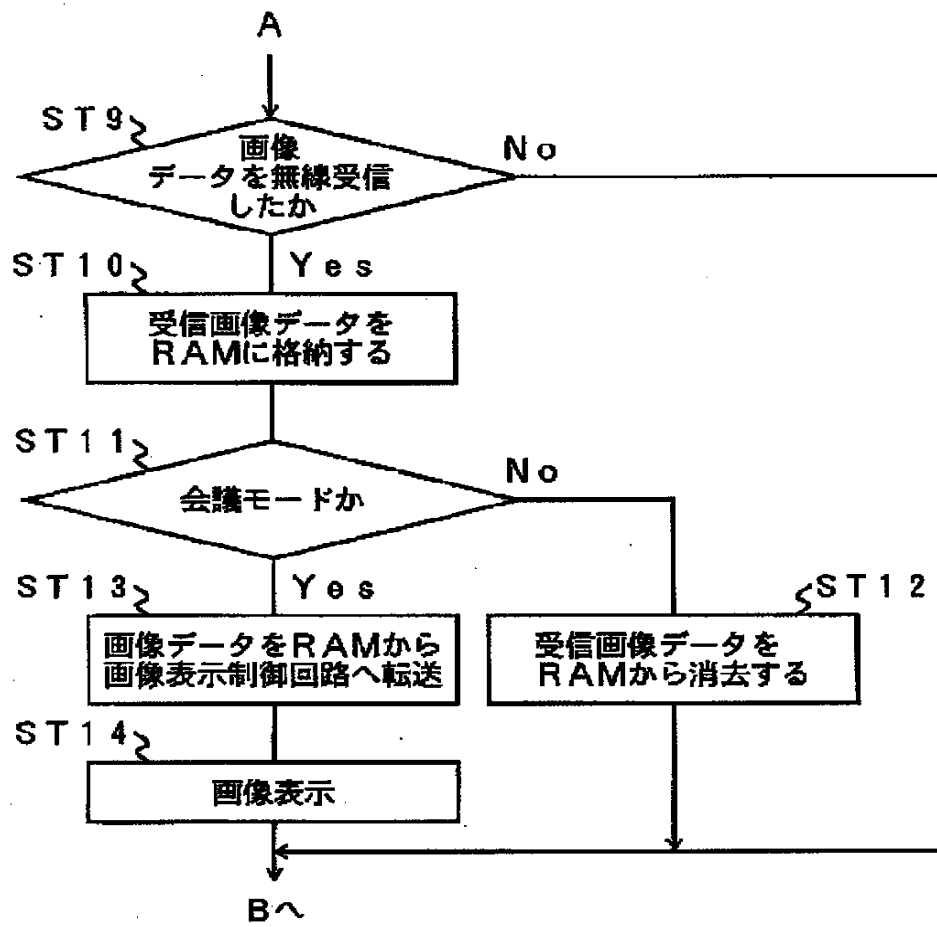 A
ST9
画像
データを無線受信
したか
No
Yes
ST10
受信画像データを
RAMに格納する
ST11
会議モードか
No
Yes
ST13
画像データをRAMから
画像表示制御回路へ転送
ST12
受信画像データを
RAMから消去する
ST14
画像表示
Bへ